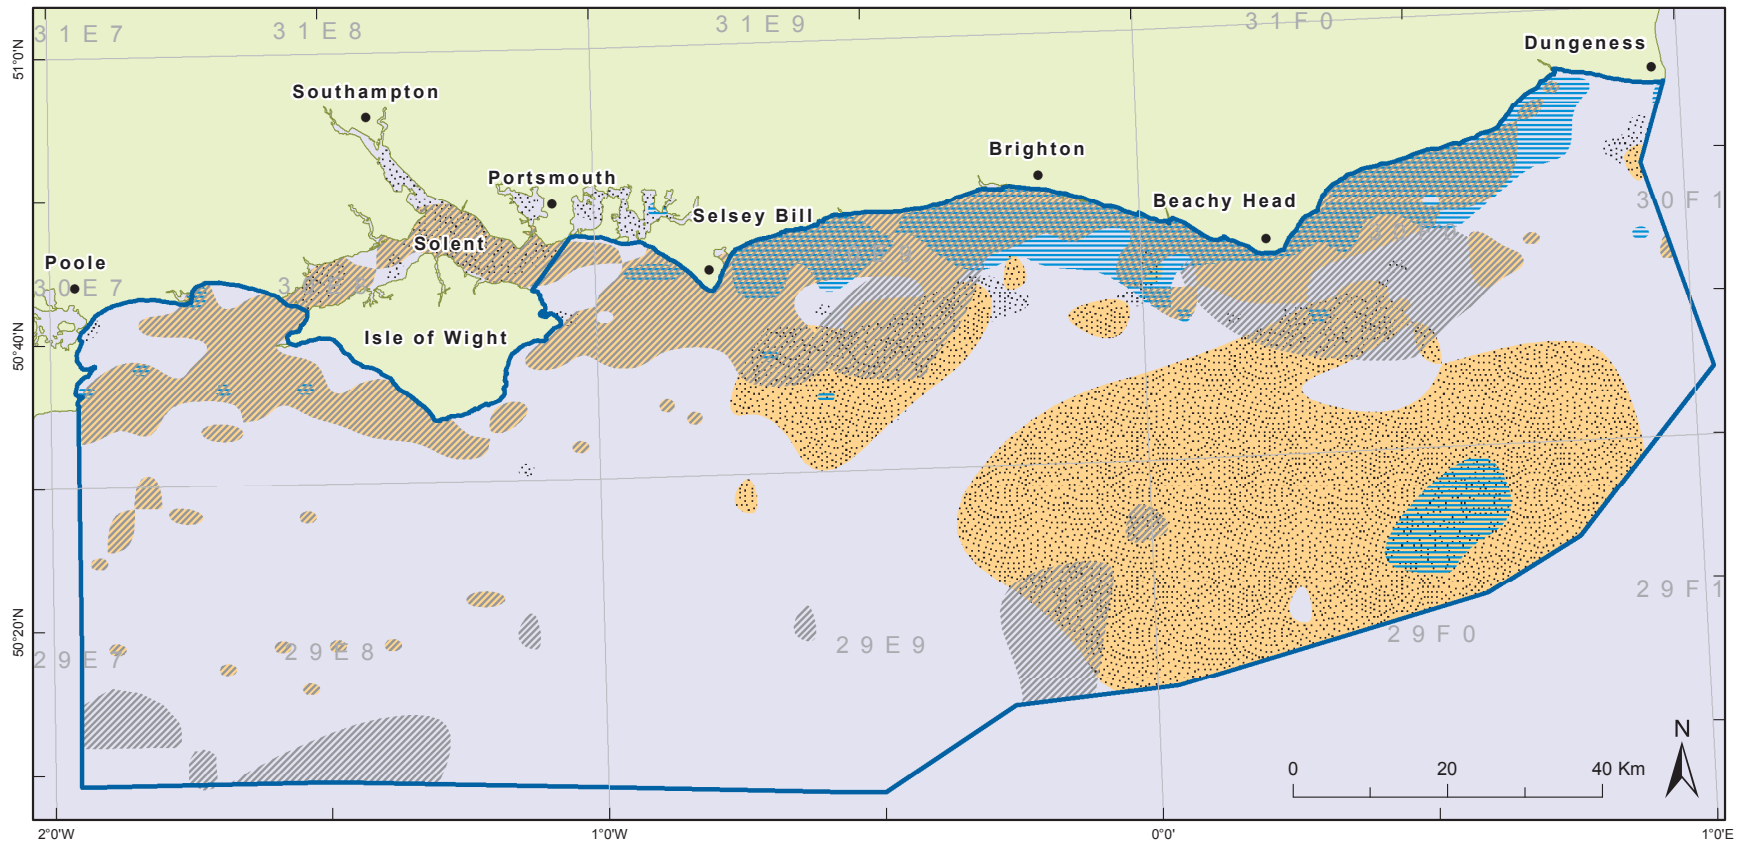 31E7
31E8
31E9
31F0
Dungeness
51°0'N
Southampton
Brighton
Portsmouth
Beachy Head
30F1
Selsey Bill
Solent
Poole
30E7
Isle of Wight
50°40'N
29F1
50°20'N
29E7
29E8
29E9
29F0
N
0 20 40 Km
2°0'W
1°0'W
0°0'
1°0'E